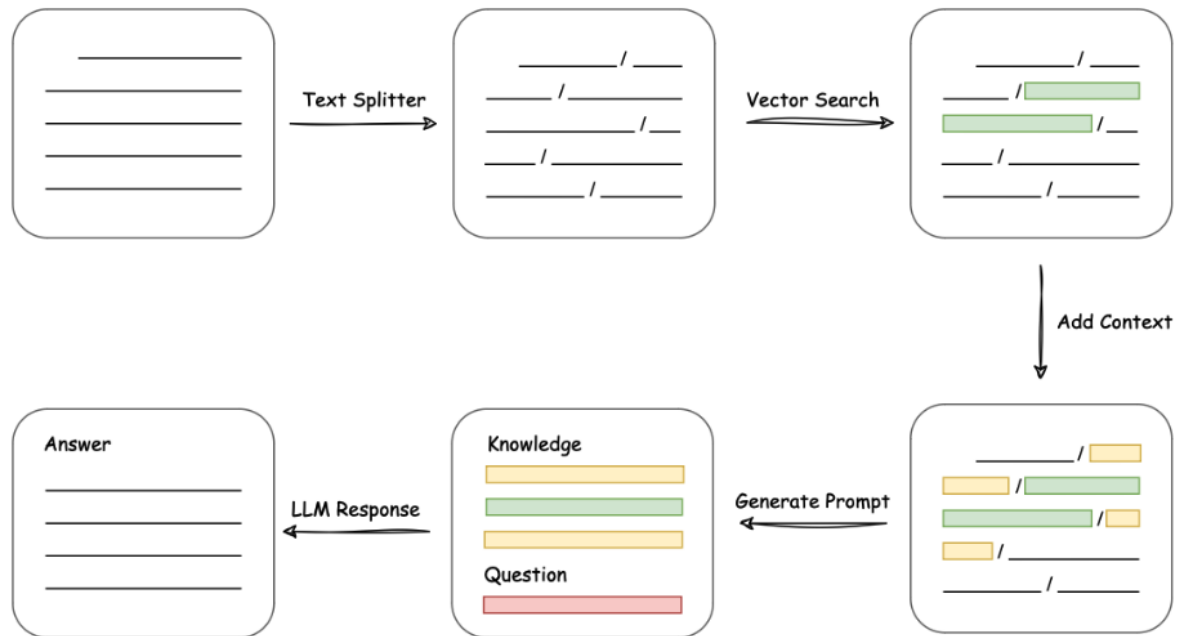 Text Splitter
Vector Search
Add Context
Generate Prompt
Knowledge
Question
LLM Response
Answer